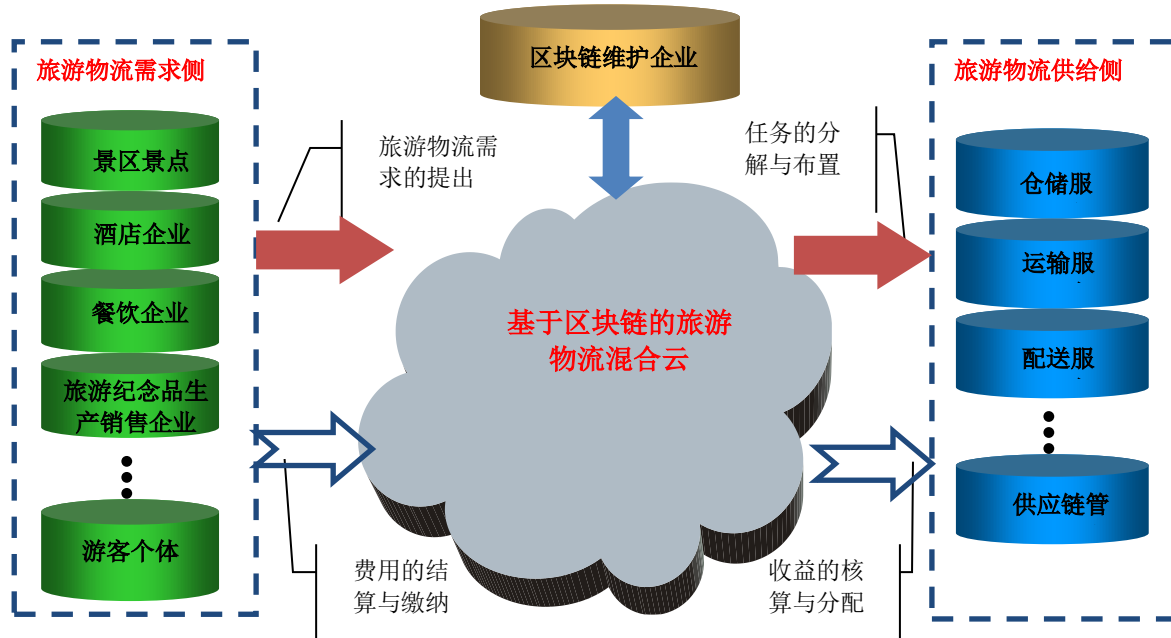 区块链维护企业
旅游物流需求侧
景区景点
酒店企业
餐饮企业
旅游纪念品生
产销售企业
游客个体
旅游物流需
求的提出
费用的结
算与缴纳
基于区块链的旅游
物流混合云
任务的分
解与布置
收益的核
算与分配
旅游物流供给侧
仓储服
运输服
配送服
供应链管